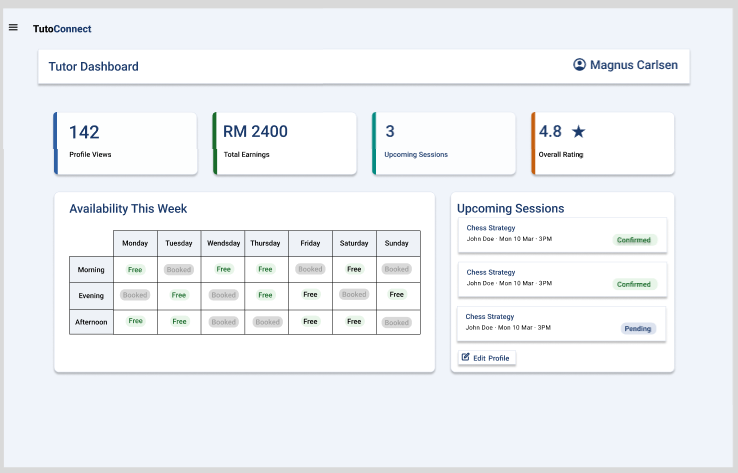 TutoConnect
Tutor Dashboard
Magnus Carlsen
142
Profile Views
RM 2400
Total Earnings
3
Upcoming Sessions
4.8 ★
Overall Rating
Availability This Week
Monday Tuesday Wendsday Thursday Friday Saturday Sunday
Morning Free Booked Free Free Booked Free Booked
Evening Booked Free Booked Free Free Booked Free
Afternoon Free Free Booked Booked Free Free Booked
Upcoming Sessions
Chess Strategy
John Doe · Mon 10 Mar · 3PM
Confirmed
Chess Strategy
John Doe · Mon 10 Mar · 3PM
Confirmed
Chess Strategy
John Doe · Mon 10 Mar · 3PM
Pending
Edit Profile